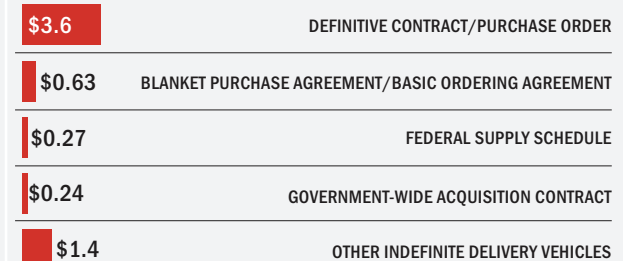 $3.6 DEFINITIVE CONTRACT/PURCHASE ORDER
$0.63 BLANKET PURCHASE AGREEMENT/BASIC ORDERING AGREEMENT
$0.27 FEDERAL SUPPLY SCHEDULE
$0.24 GOVERNMENT-WIDE ACQUISITION CONTRACT
$1.4 OTHER INDEFINITE DELIVERY VEHICLES